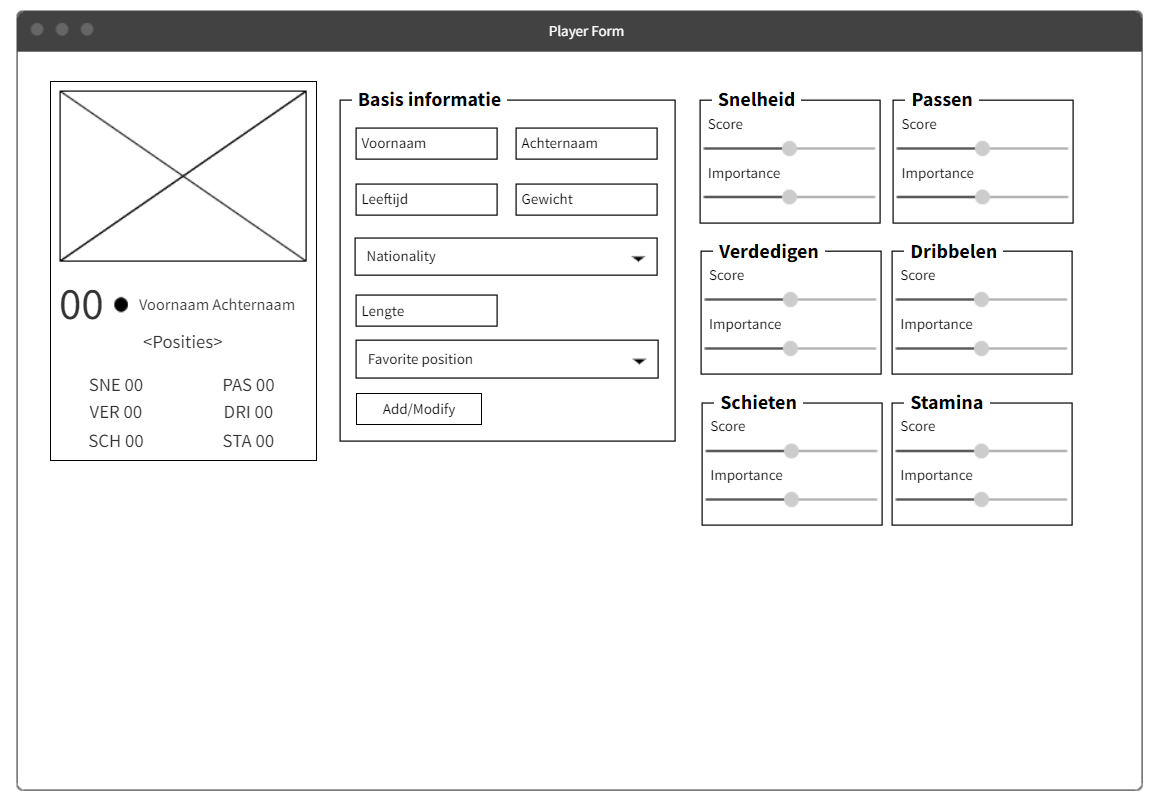 Player Form
00 Voornaam Achternaam
<Posities>
SNE 00 PAS 00
VER 00 DRI 00
SCH 00 STA 00
Basis informatie
Voornaam Achternaam
Leeftijd Gewicht
Nationality
Lengte
Favorite position
Add/Modify
Snelheid
Score
Importance
Passen
Score
Importance
Verdedigen
Score
Importance
Dribbelen
Score
Importance
Schieten
Score
Importance
Stamina
Score
Importance